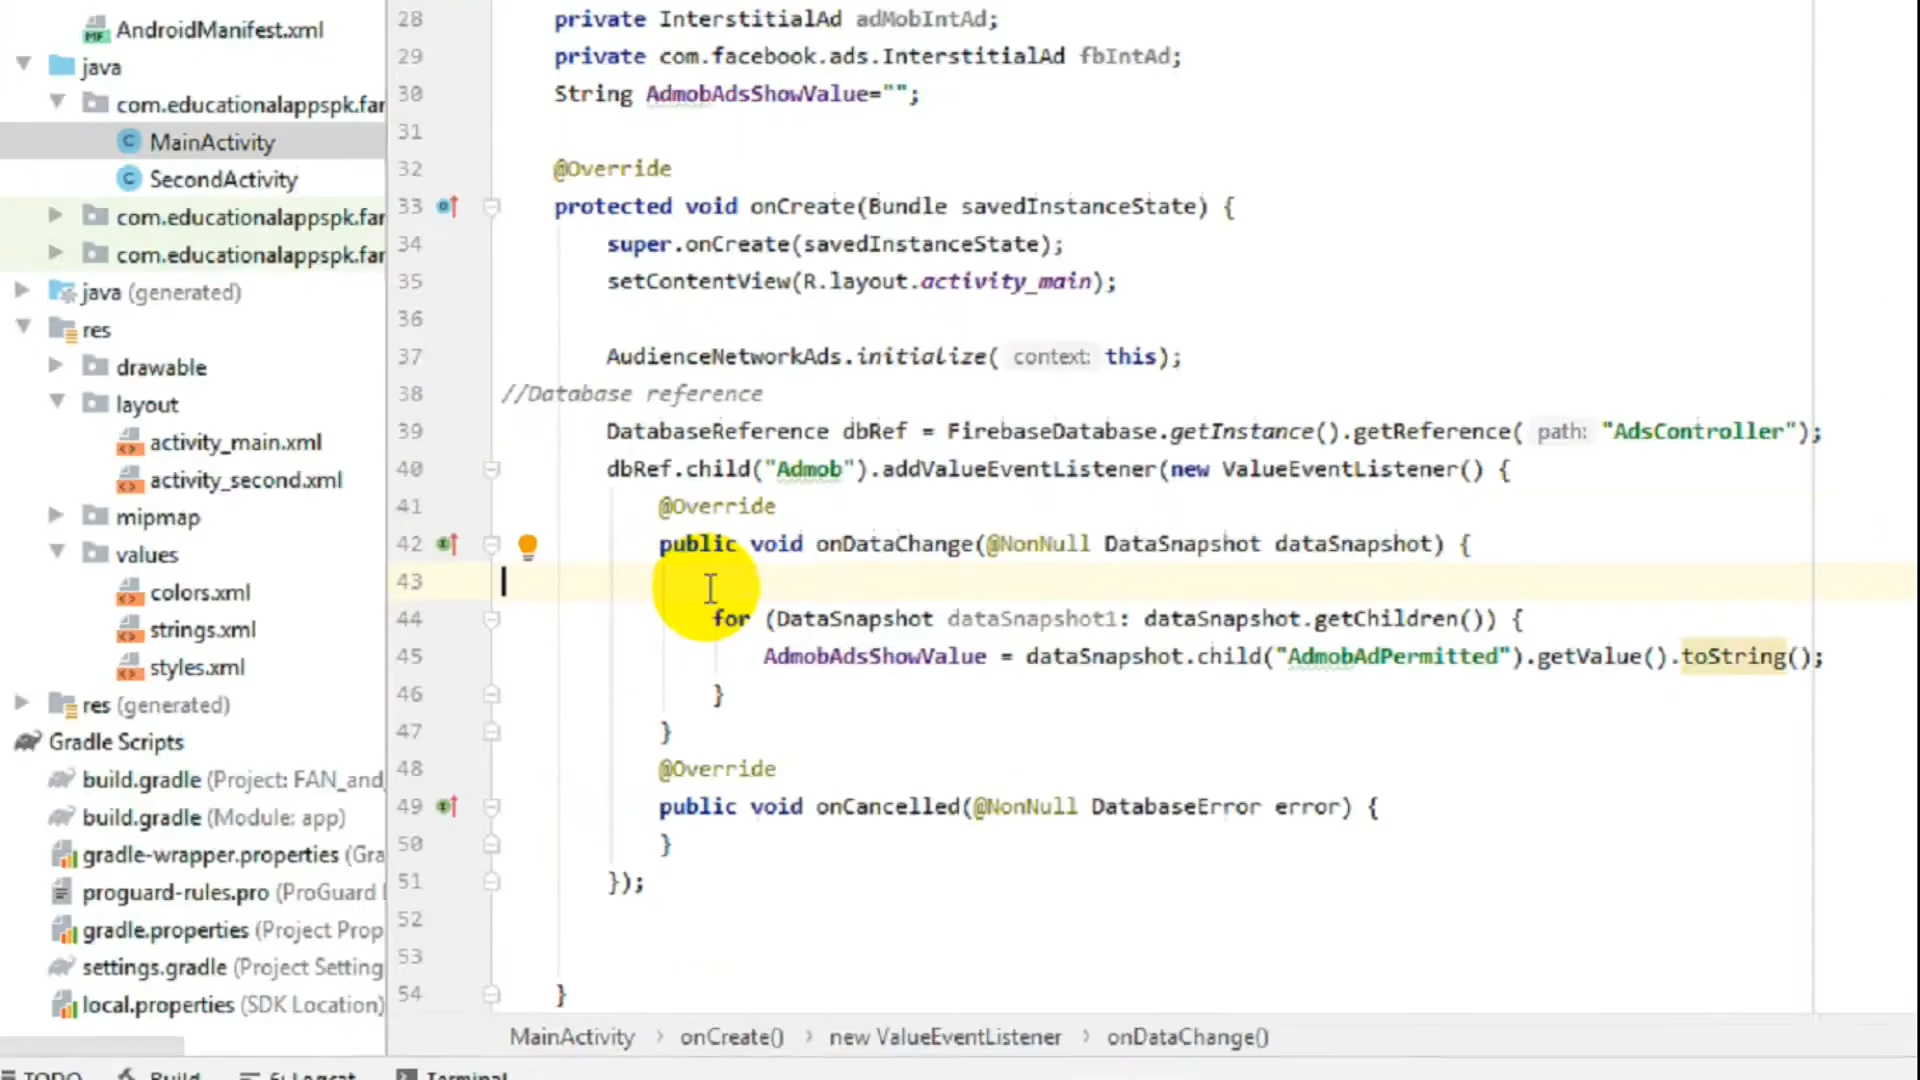 AndroidManifest.xml
java
com.educationalappspk.far
MainActivity
SecondActivity
com.educationalappspk.far
com.educationalappspk.far
java (generated)
res
drawable
layout
activity_main.xml
activity_second.xml
mipmap
values
colors.xml
strings.xml
styles.xml
res (generated)
Gradle Scripts
build.gradle (Project: FAN_and_
build.gradle (Module: app)
gradle-wrapper.properties (Gra
proguard-rules.pro (ProGuard
gradle.properties (Project Prop
settings.gradle (Project Setting
local.properties (SDK Location)
28 private InterstitialAd adMobIntAd;
29 private com.facebook.ads.InterstitialAd fbIntAd;
30 String AdmobAdsShowValue="";
31
32 @Override
33 protected void onCreate(Bundle savedInstanceState) {
34 super.onCreate(savedInstanceState);
35 setContentView(R.layout.activity_main);
36
37 AudienceNetworkAds.initialize( context: this);
38 //Database reference
39 DatabaseReference dbRef = FirebaseDatabase.getInstance().getReference( path: "AdsController");
40 dbRef.child("Admob").addValueEventListener(new ValueEventListener() {
41 @Override
42 public void onDataChange(@NonNull DataSnapshot dataSnapshot) {
43
44 for (DataSnapshot dataSnapshot1: dataSnapshot.getChildren()) {
45 AdmobAdsShowValue = dataSnapshot.child("AdmobAdPermitted").getValue().toString();
46 }
47 }
48 @Override
49 public void onCancelled(@NonNull DatabaseError error) {
50 }
51 });
52
53
54 }
MainActivity › onCreate() › new ValueEventListener › onDataChange()
TODO Build 6: Logcat Terminal